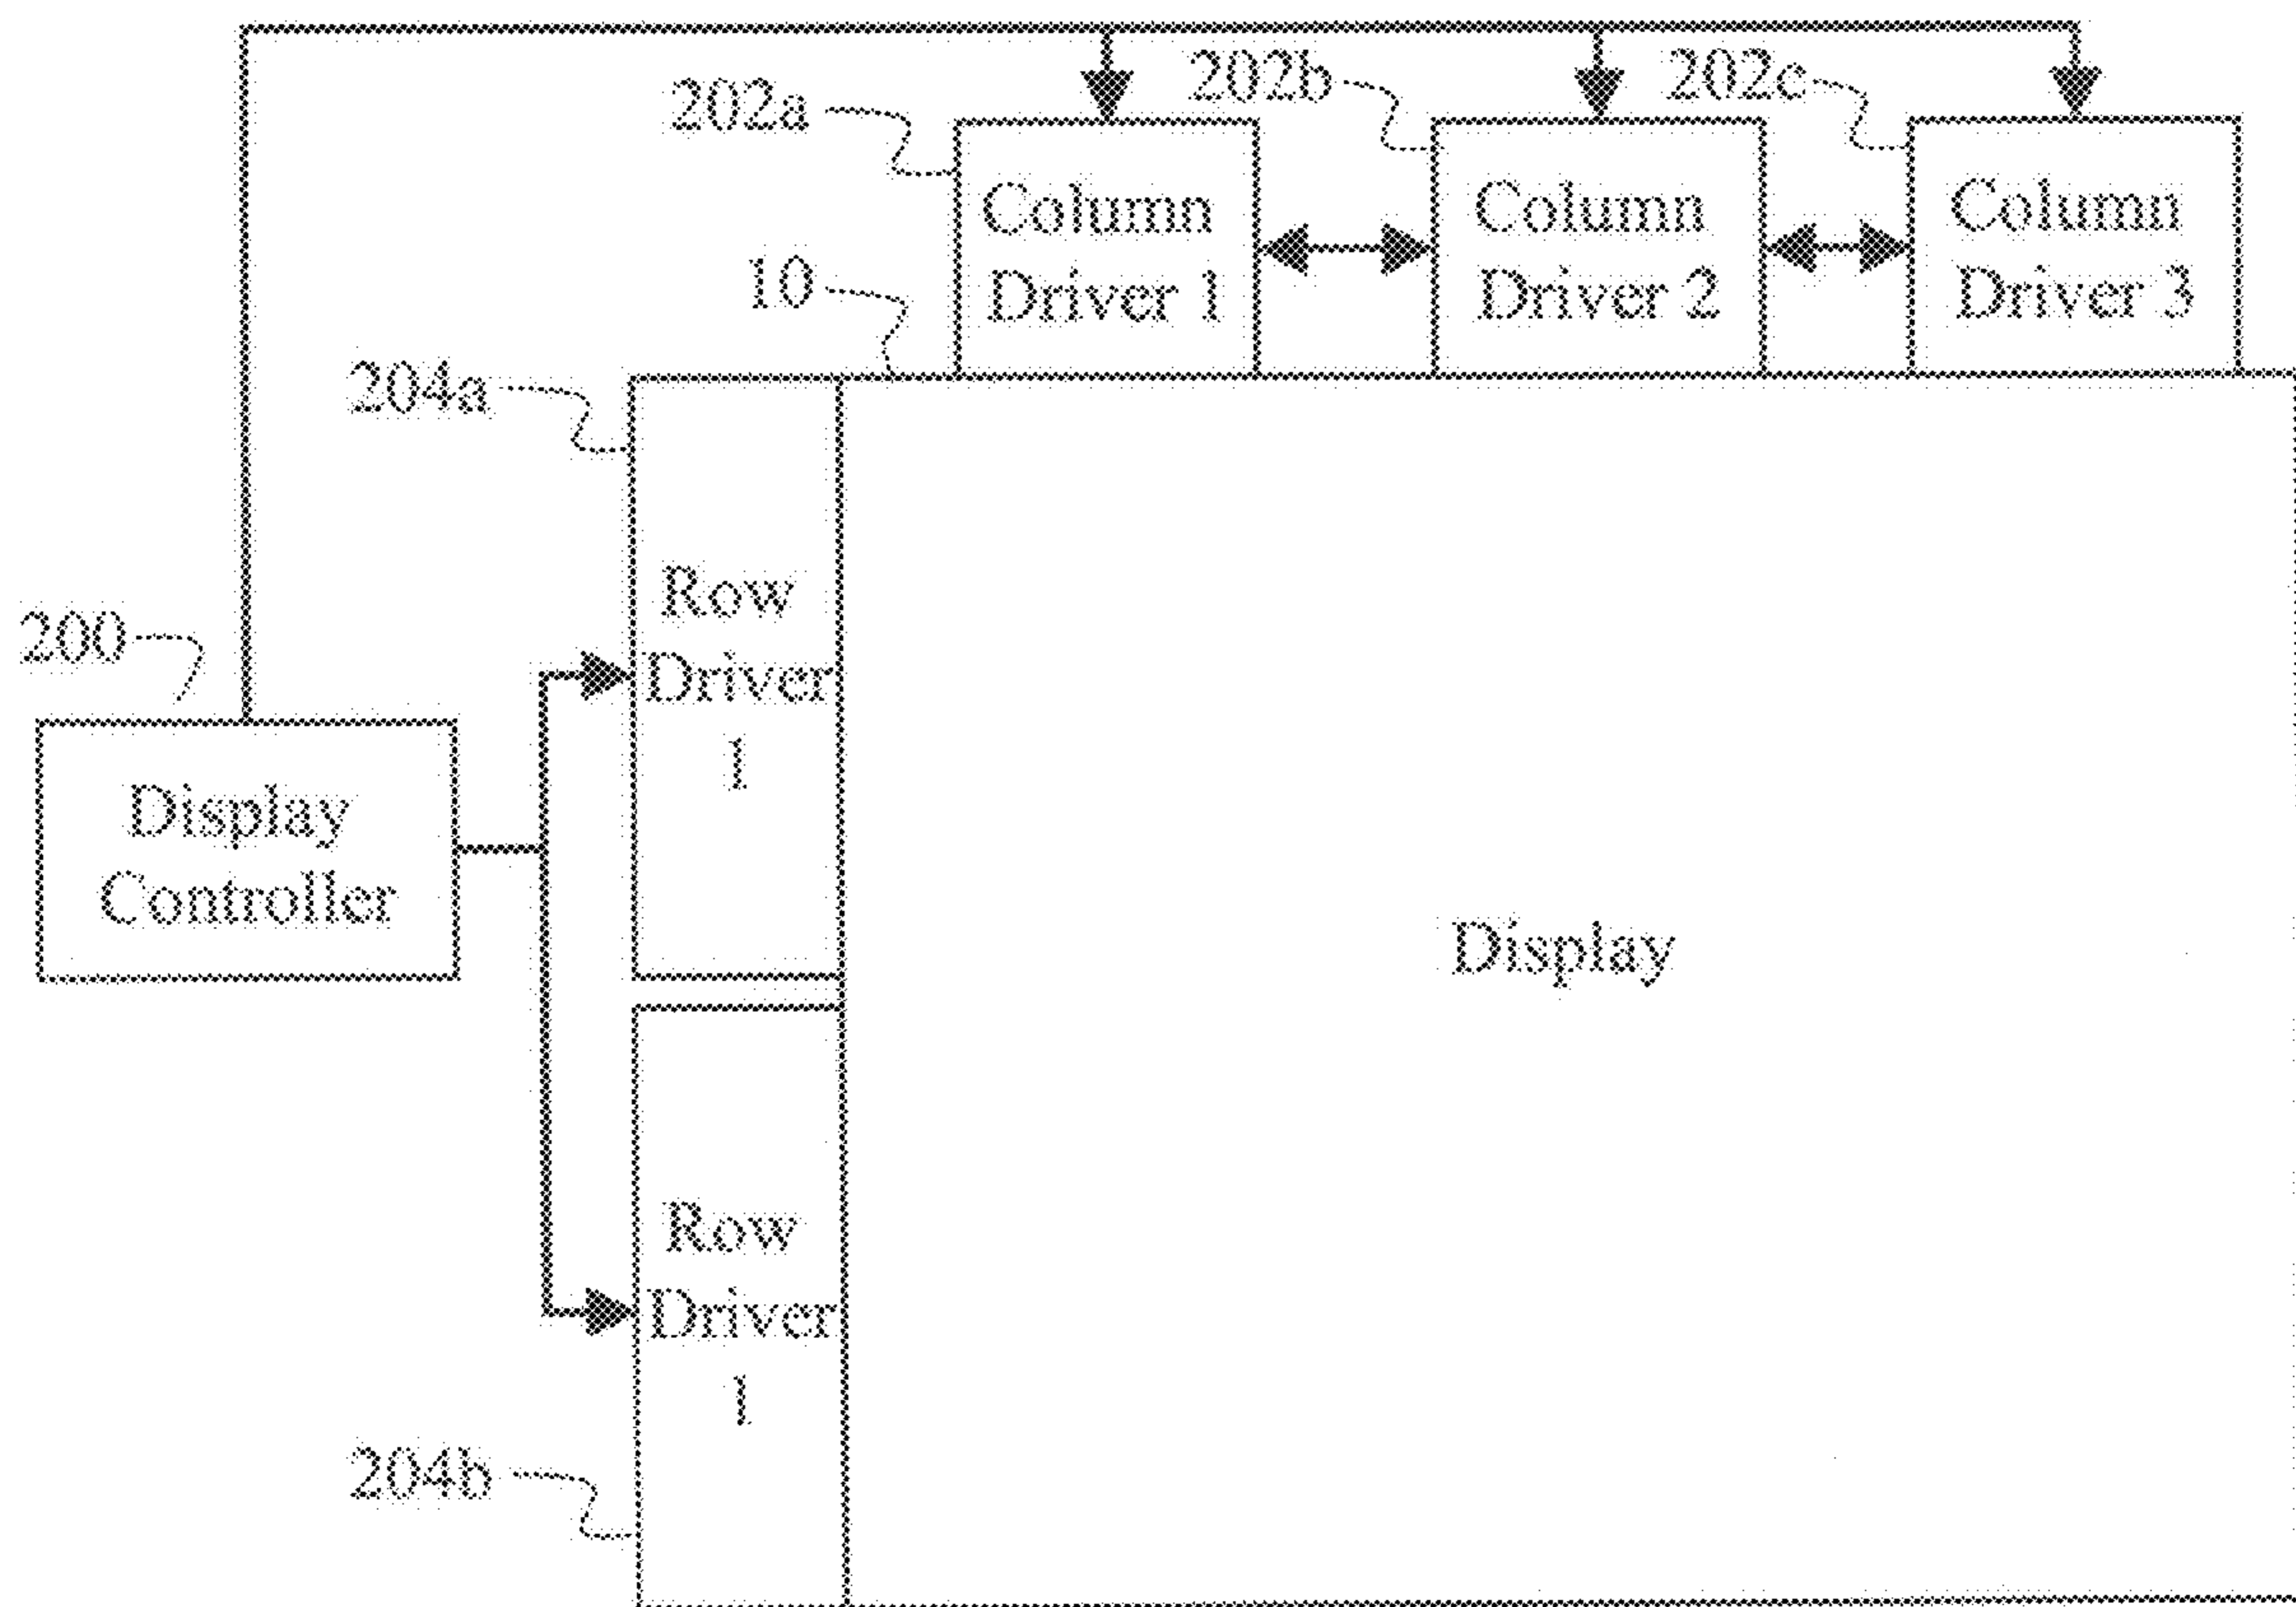 202a
202b
202c
Column
Driver 1
Column
Driver 2
Column
Driver 3
10
204a
Row
Driver
1
200
Display
Controller
Display
Row
Driver
1
204b